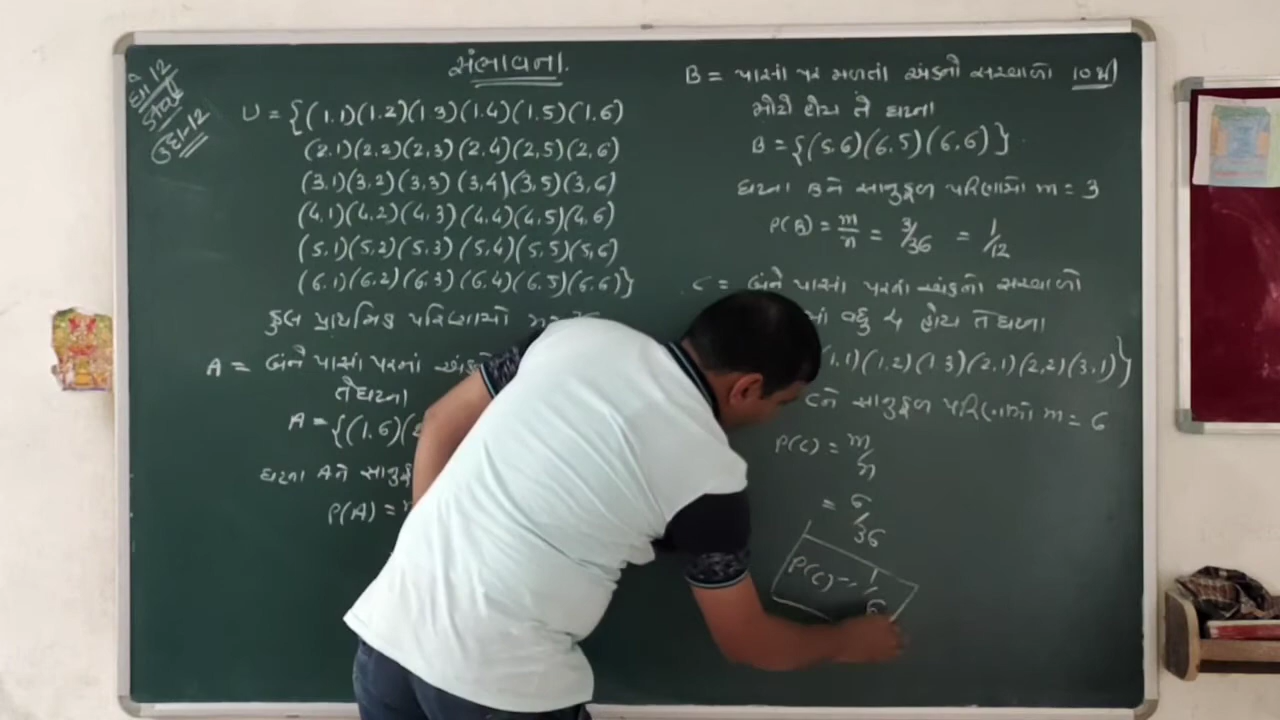 ધો 12
સંભાવના.
U = {(1.1)(1.2)(1 3)(1.4)(1.5)(1.6)
(2.1)(2.2)(2.3)(2.4)(2.5)(2.6)
(3.1)(3.2)(3.3)(3.4)(3.5)(3.6)
(4.1)(4.2)(4.3)(4.4)(4.5)(4.6)
(5.1)(5.2)(5.3)(5.4)(5.5)(5.6)
(6.1)(6.2)(6.3)(6.4)(6.5)(6.6)}
કુલ પ્રાથમિક પરિણામો
A = બંને પાસા પરનાં
તે ઘટના
A = {(1.6)(
ઘટના A ને
P(A) =
B = પાસા પર મળતા અંકનો સરવાળો 10થી
મોટો હોય તે ઘટના
B = {(5.6)(6.5)(6.6)}
ઘટના B ને સાનુકૂળ પરિણામો m = 3
P(B) = m/n = 3/36 = 1/12
C = બંને પાસા પરના અંકનો સરવાળો
વધુ 4 હોય તે ઘટના
1.1)(1.2)(1.3)(2.1)(2.2)(3.1)}
C ને સાનુકૂળ પરિણામો m = 6
P(C) = m/n
= 6/36
P(C) = 1/6